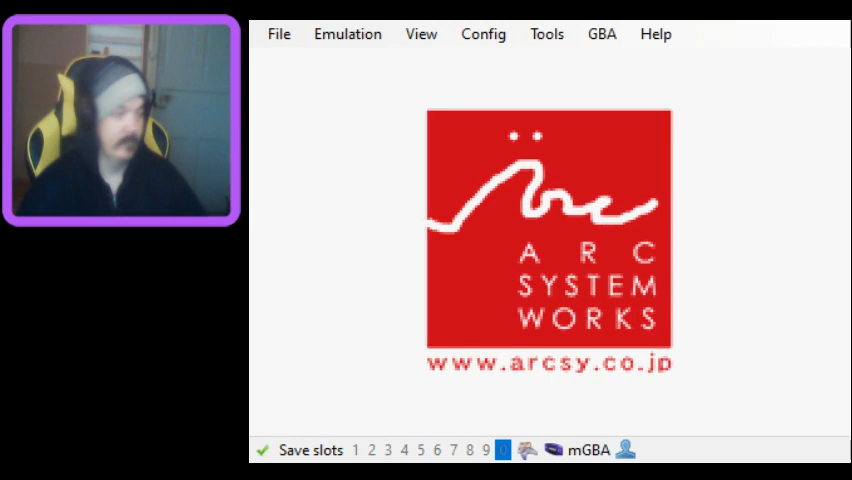 File Emulation View Config Tools GBA Help
Arc
ARC
SYSTEM
WORKS
www.arcsy.co.jp
Save slots 1 2 3 4 5 6 7 8 9 0 mGBA